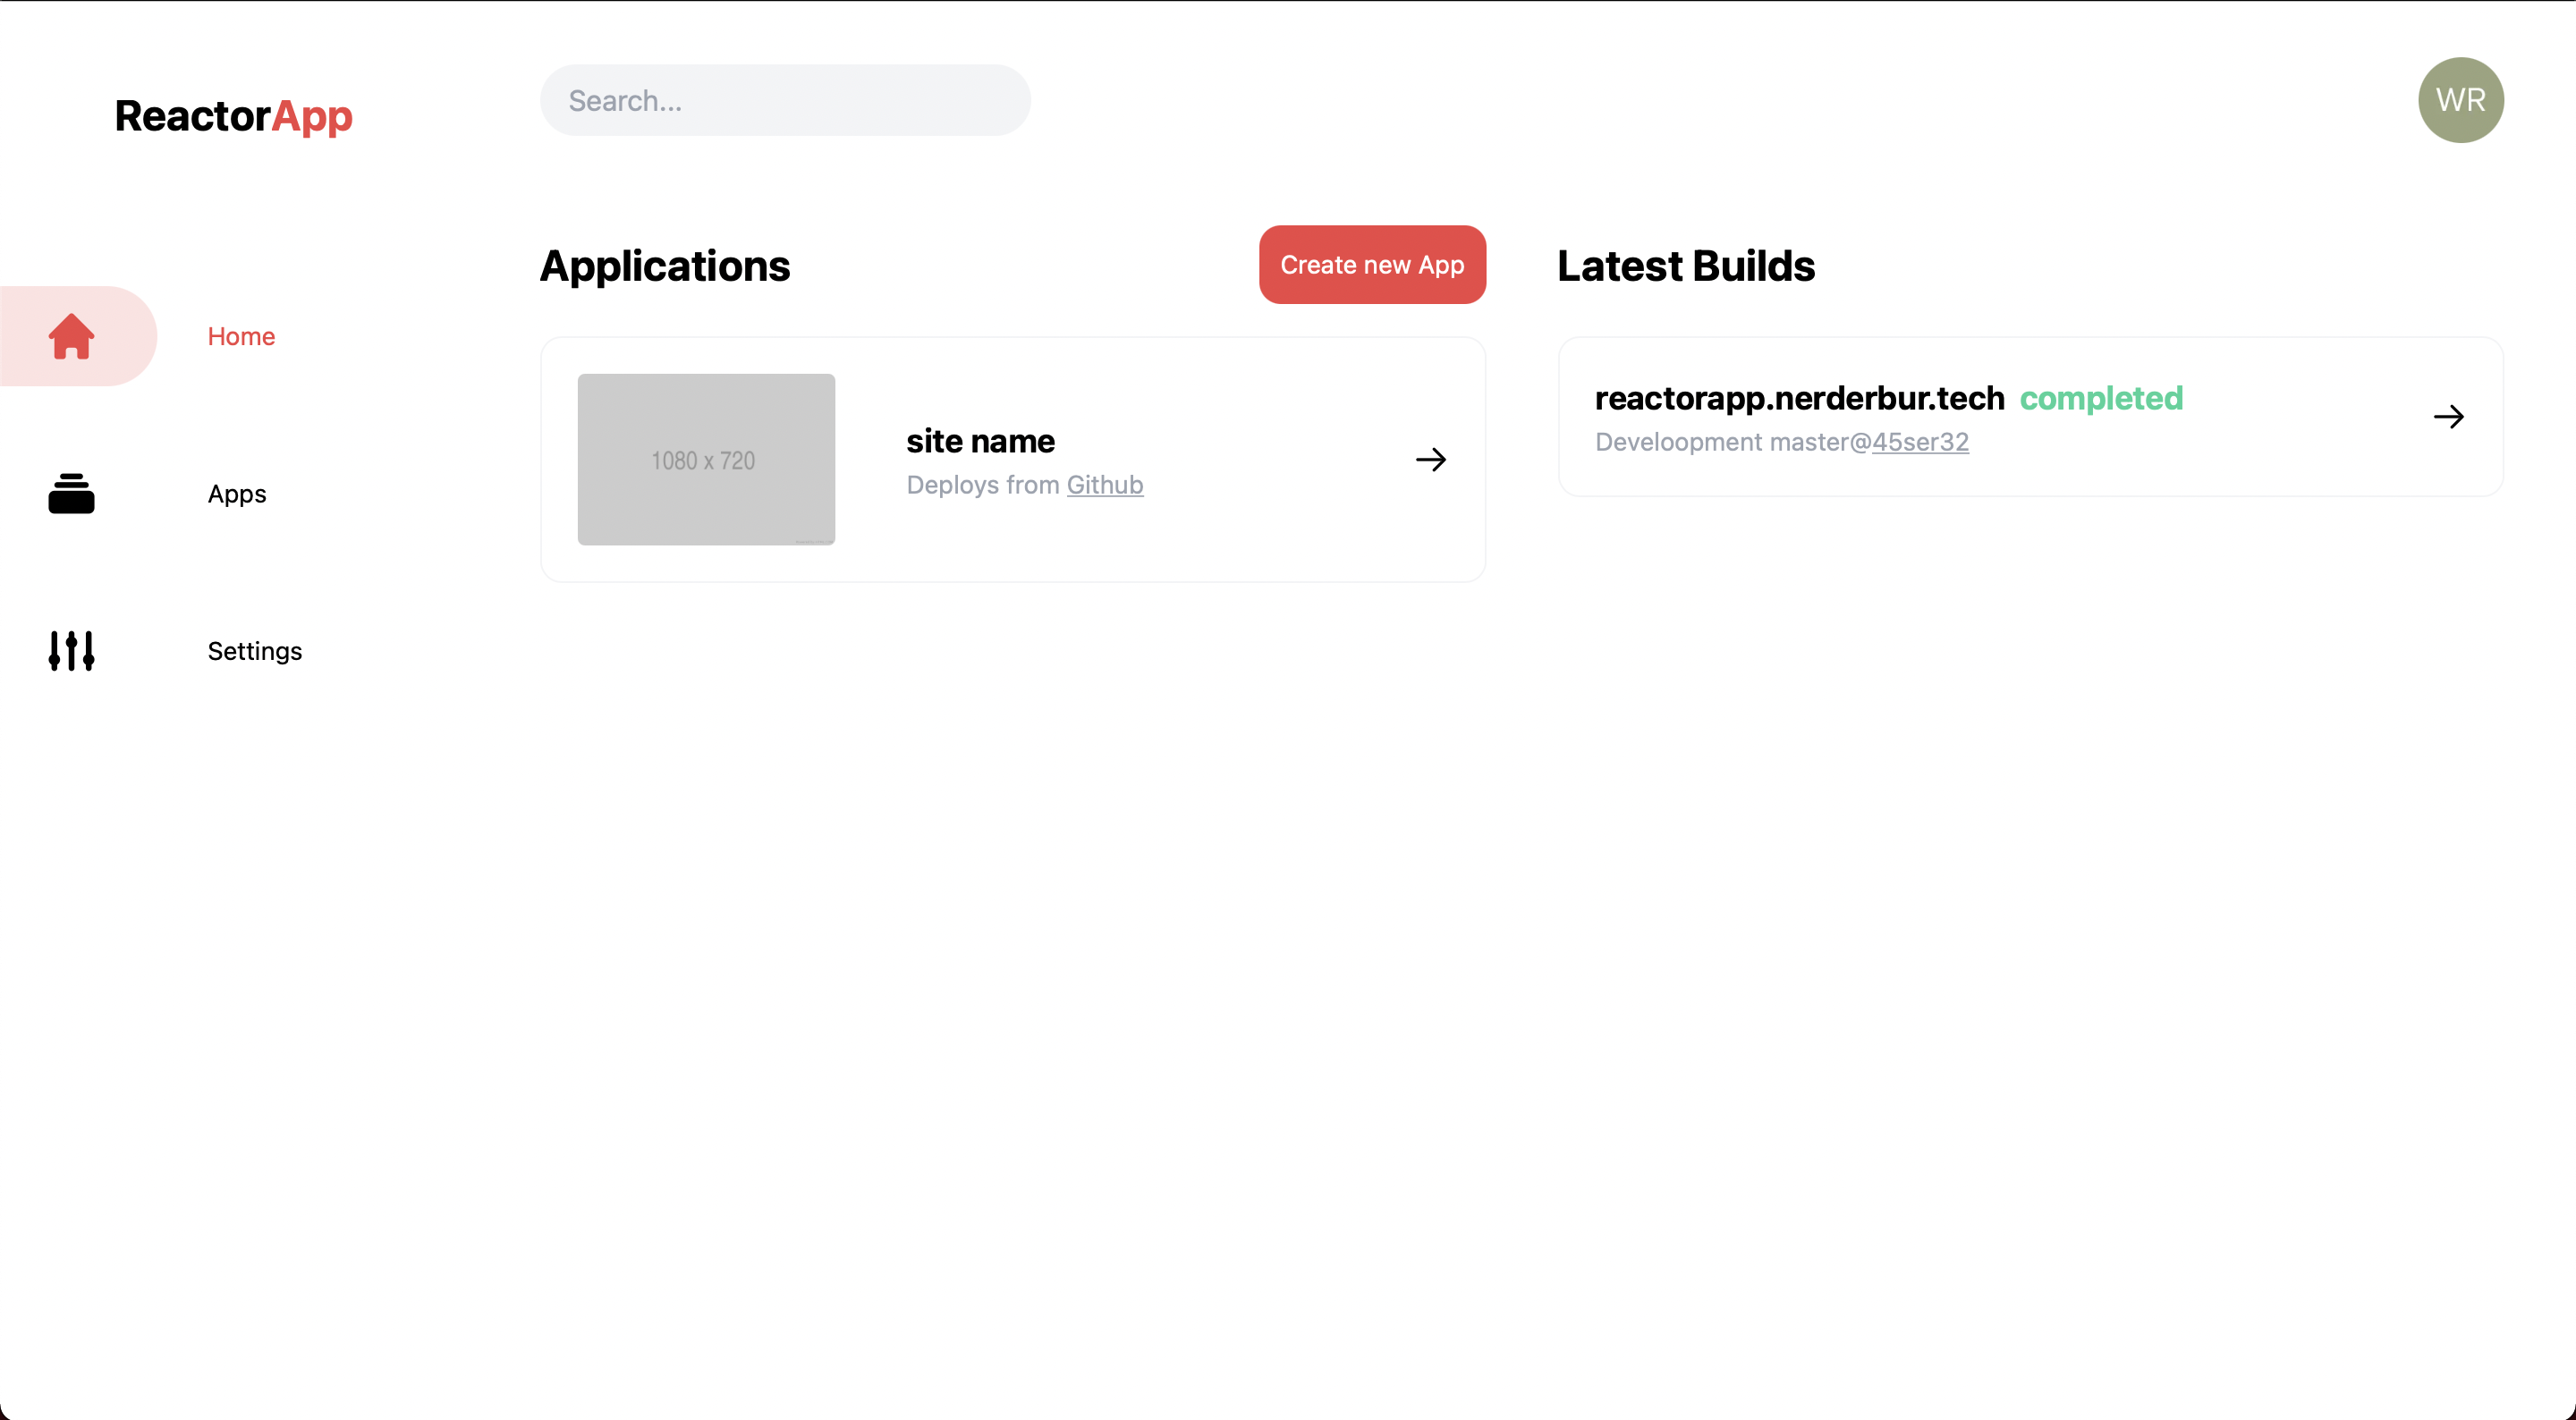 ReactorApp
Search...
WR
Home
Apps
Settings
Applications
Create new App
1080 x 720
site name
Deploys from Github
Latest Builds
reactorapp.nerderbur.tech completed
Develoopment master@45ser32